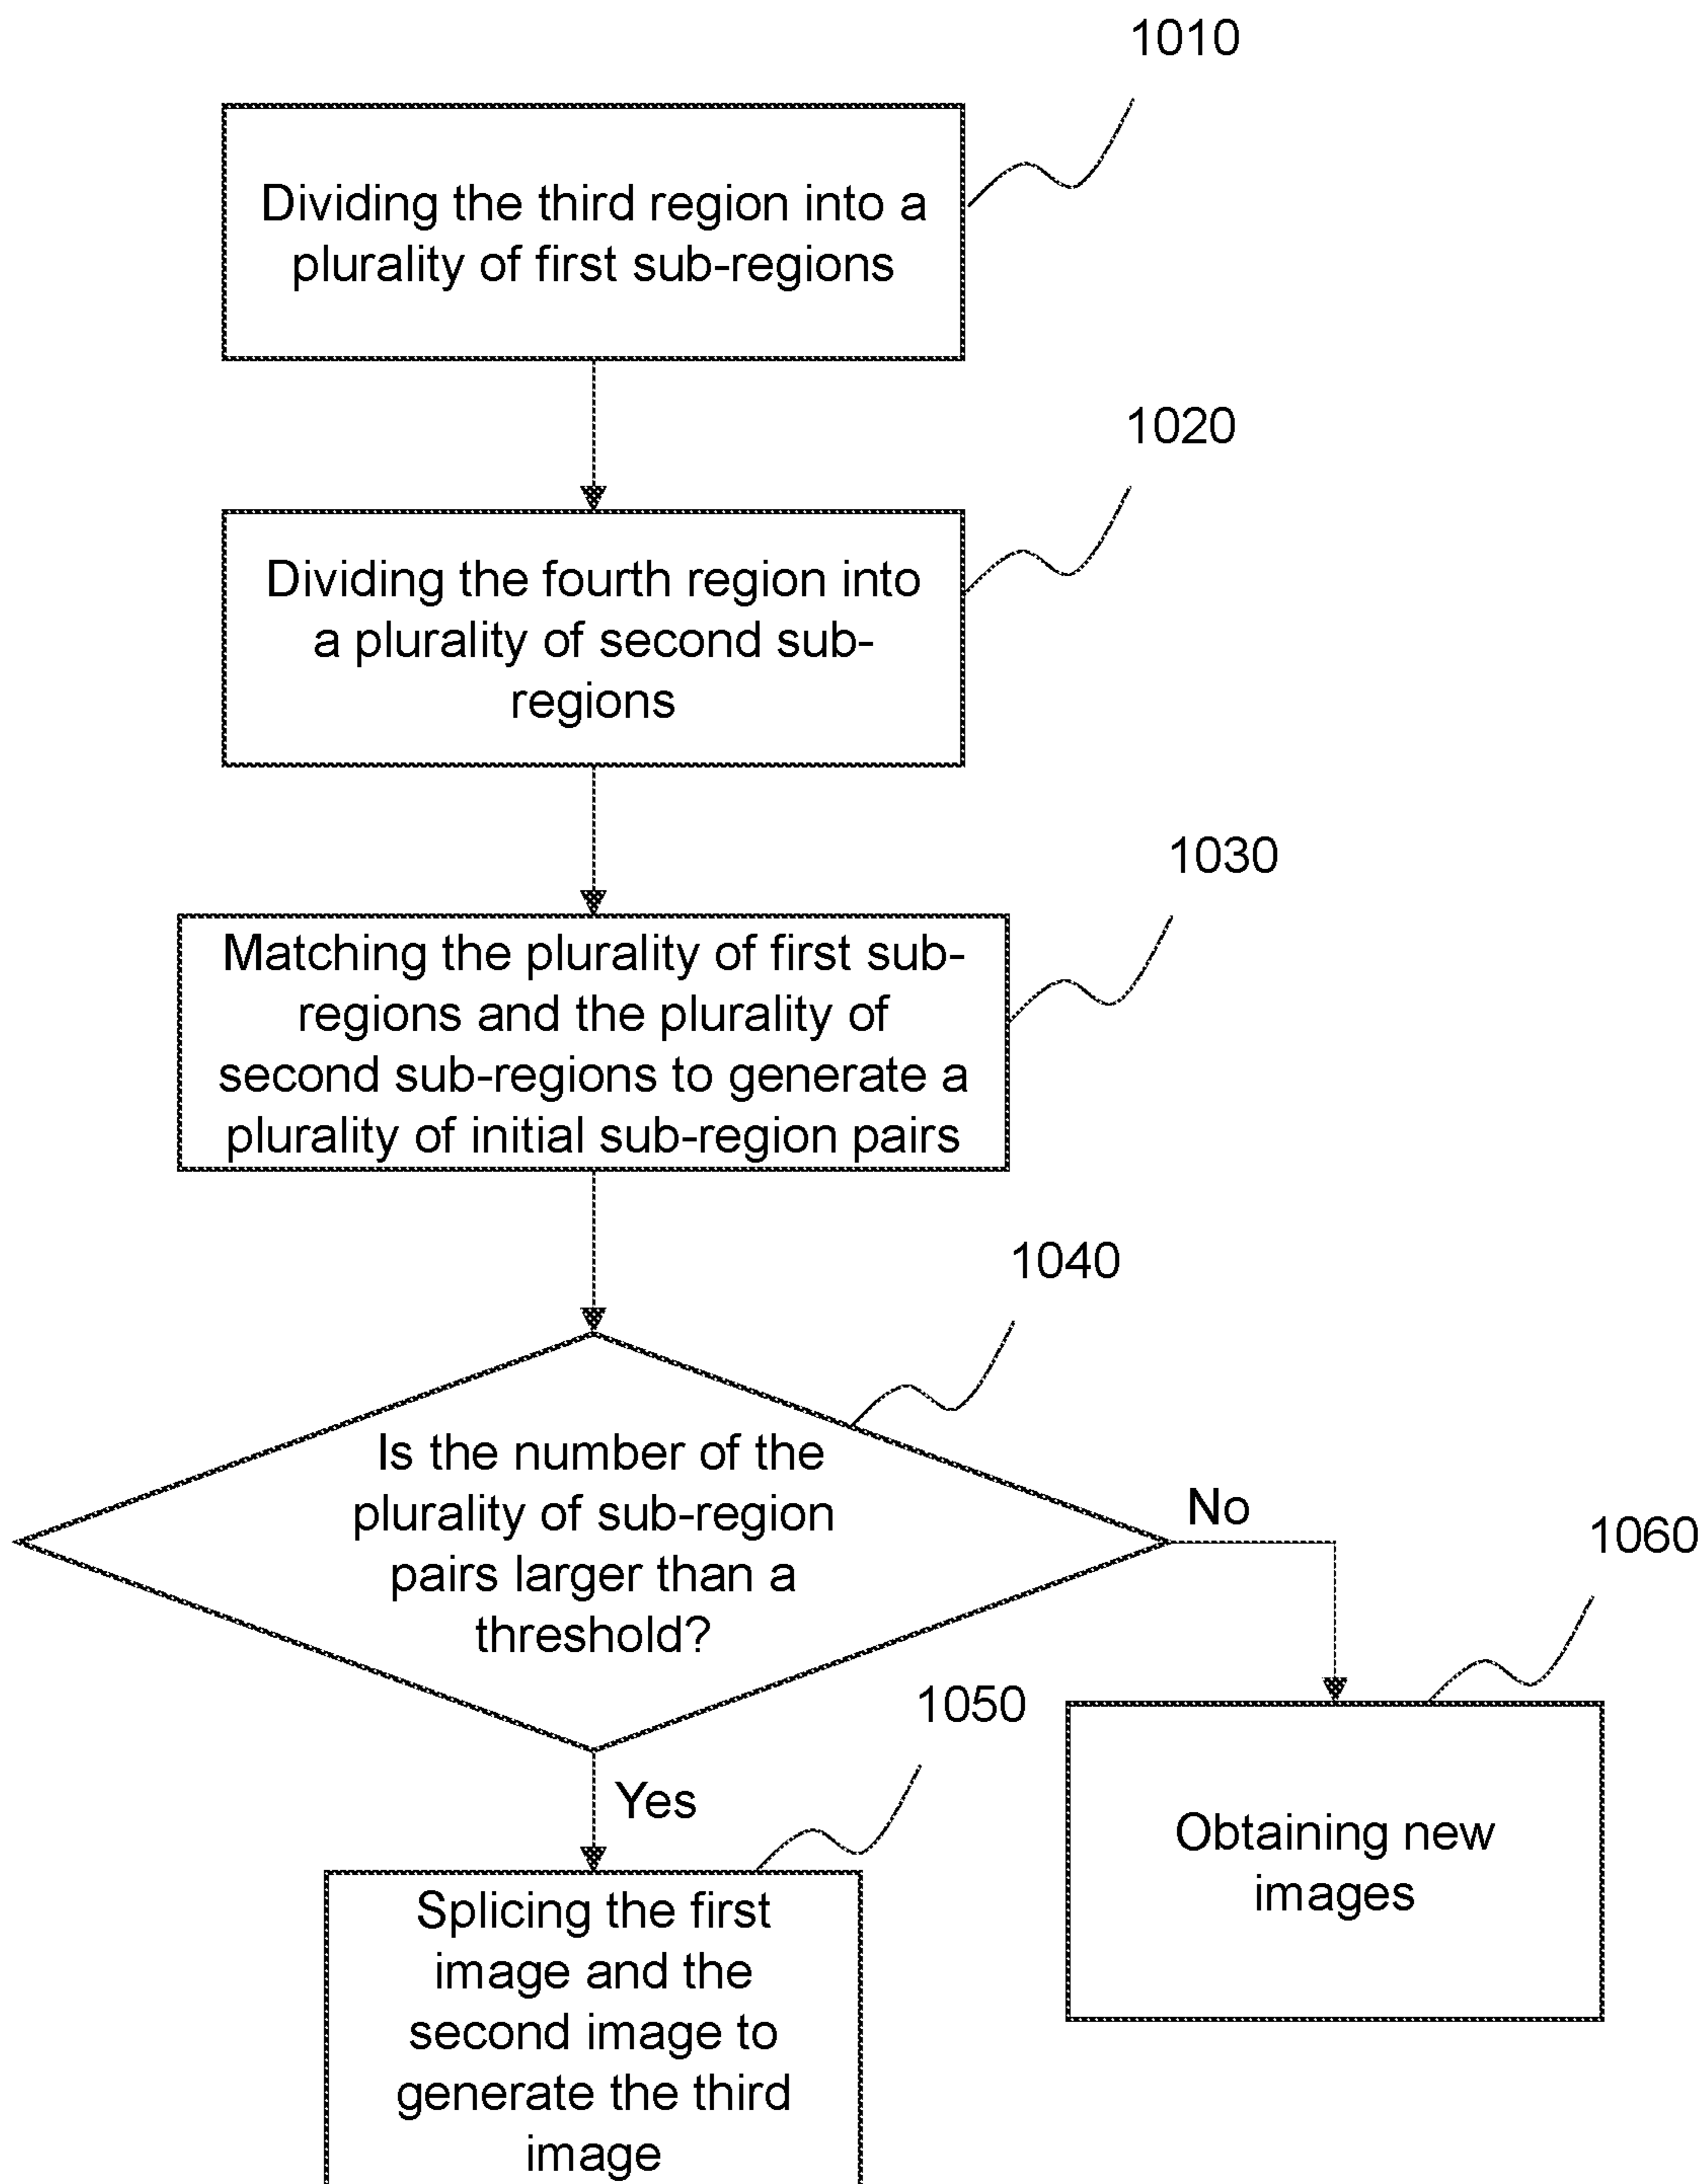 1010
Dividing the third region into a
plurality of first sub-regions
1020
Dividing the fourth region into
a plurality of second sub-
regions
1030
Matching the plurality of first sub-
regions and the plurality of
second sub-regions to generate a
plurality of initial sub-region pairs
1040
Is the number of the
plurality of sub-region
pairs larger than a
threshold?
No
1060
1050
Yes
Obtaining new
images
Splicing the first
image and the
second image to
generate the third
image